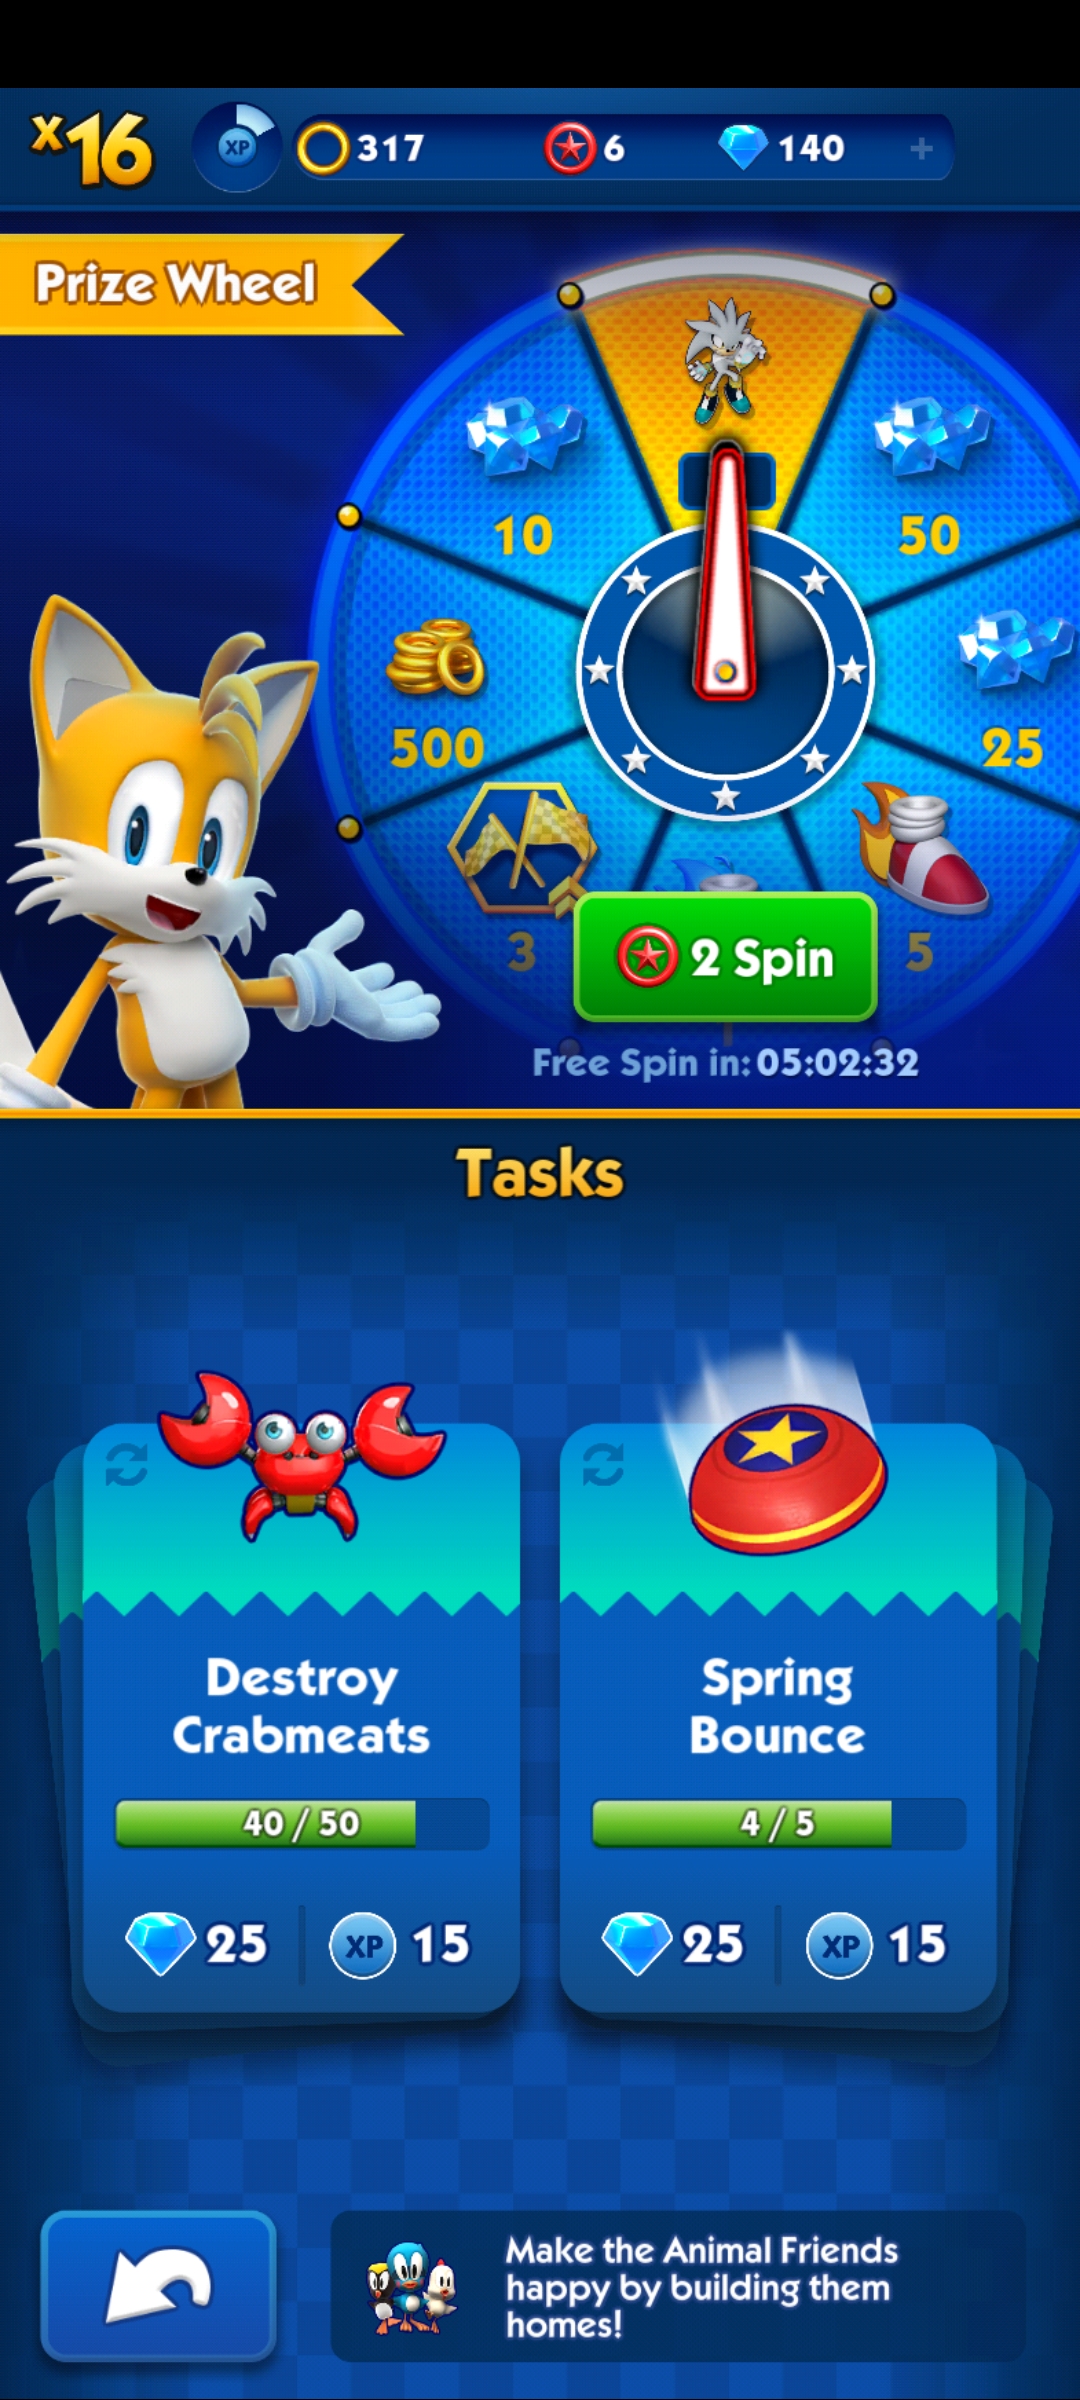 x16
XP
317
6
140
+
Prize Wheel
10
50
500
25
3
2 Spin
5
Free Spin in: 05:02:32
Tasks
Destroy
Crabmeats
40 / 50
25
XP
15
Spring
Bounce
4 / 5
25
XP
15
Make the Animal Friends
happy by building them
homes!